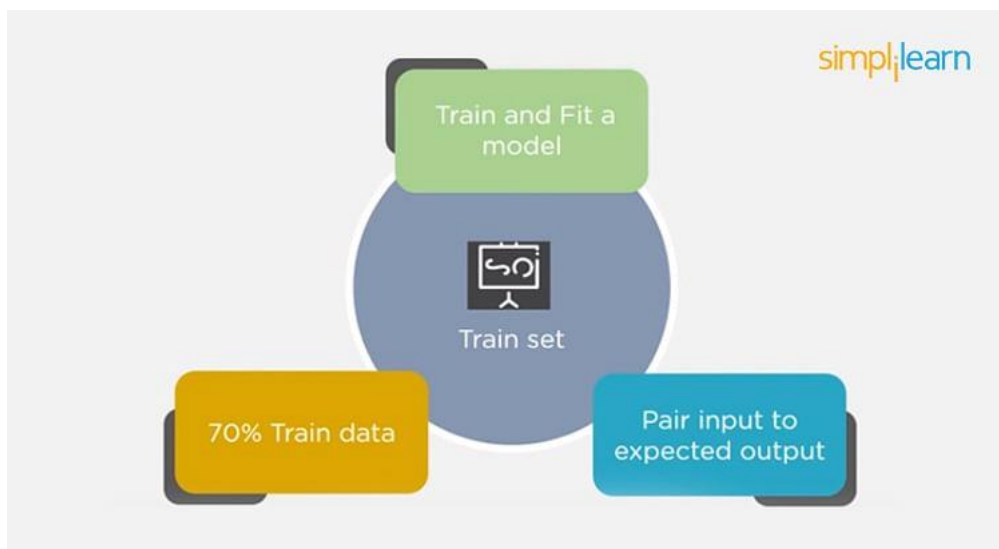 simplilearn
Train and Fit a
model
Train set
70% Train data
Pair input to
expected output